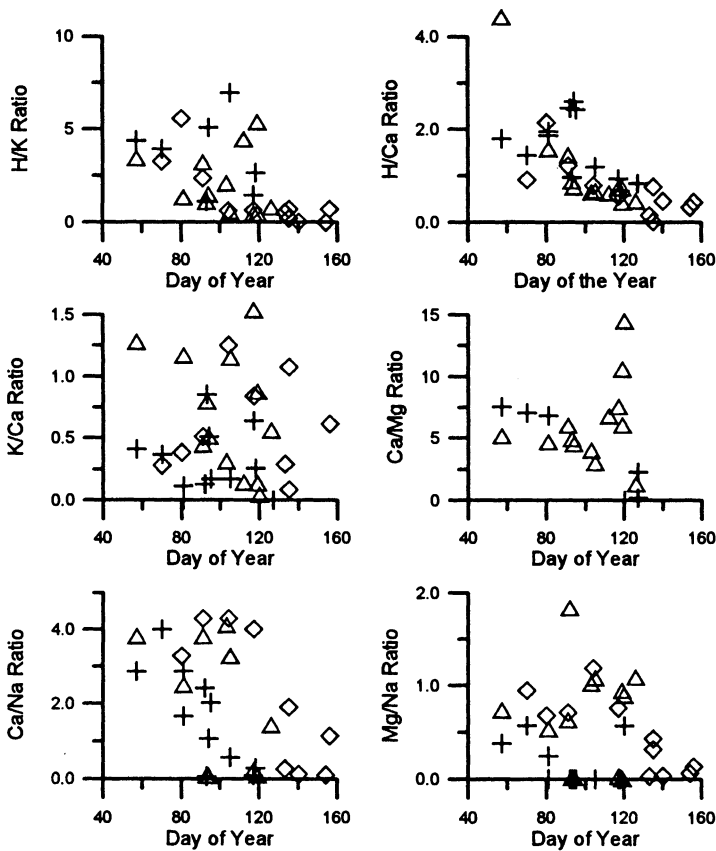 10
5
0
H/K Ratio
40 80 120 160
Day of Year
4.0
2.0
0.0
H/Ca Ratio
40 80 120 160
Day of the Year
1.5
1.0
0.5
0.0
K/Ca Ratio
40 80 120 160
Day of Year
15
10
5
0
Ca/Mg Ratio
40 80 120 160
Day of Year
4.0
2.0
0.0
Ca/Na Ratio
40 80 120 160
Day of Year
2.0
1.0
0.0
Mg/Na Ratio
40 80 120 160
Day of Year